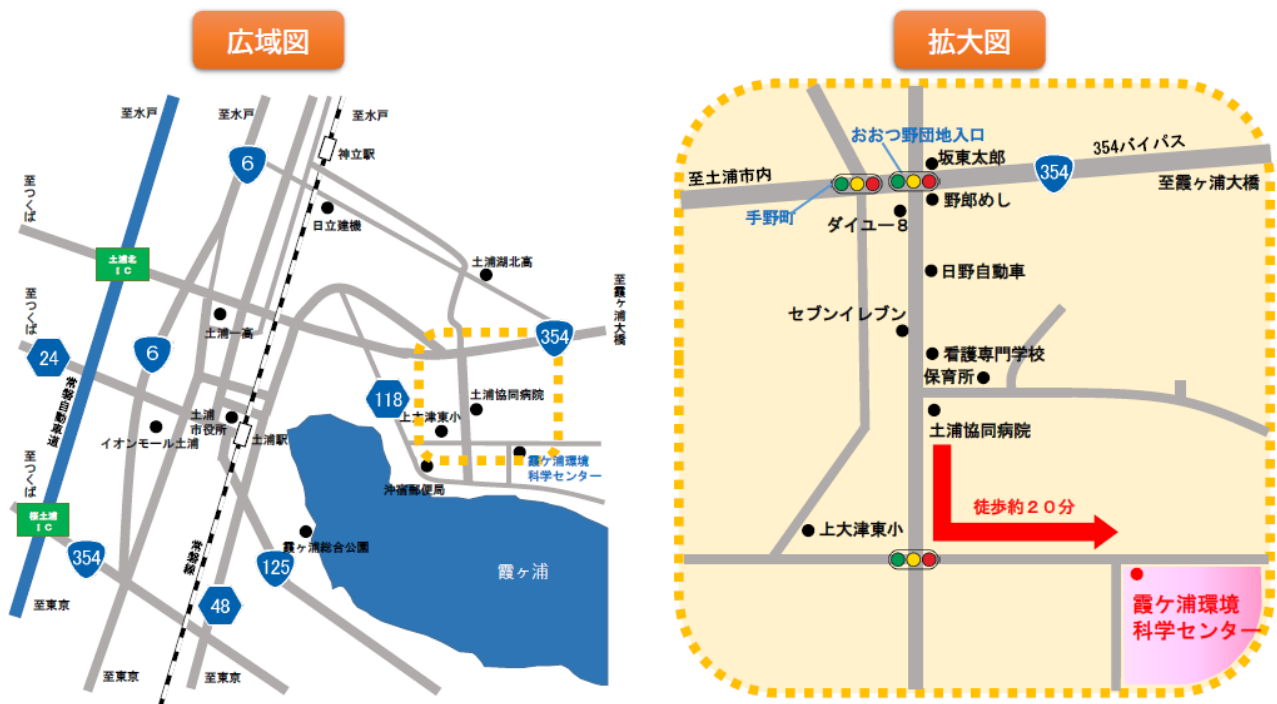 広域図
至水戸
至水戸
至水戸
6
神立駅
至つくば
日立建機
土浦北
IC
土浦湖北高
至霞ヶ浦大橋
至つくば
土浦一高
354
24
6
常磐自動車道
118
土浦協同病院
上大津東小
土浦
市役所
土浦駅
イオンモール土浦
至つくば
霞ヶ浦環境
科学センター
沖宿郵便局
桜土浦
IC
354
常磐線
霞ヶ浦総合公園
125
霞ヶ浦
48
至東京
至東京
至東京
拡大図
おおつ野団地入口
坂東太郎
354バイパス
354
至土浦市内
至霞ヶ浦大橋
手野町
ダイユー8
野郎めし
日野自動車
セブンイレブン
看護専門学校
保育所
土浦協同病院
徒歩約20分
上大津東小
霞ケ浦環境
科学センター